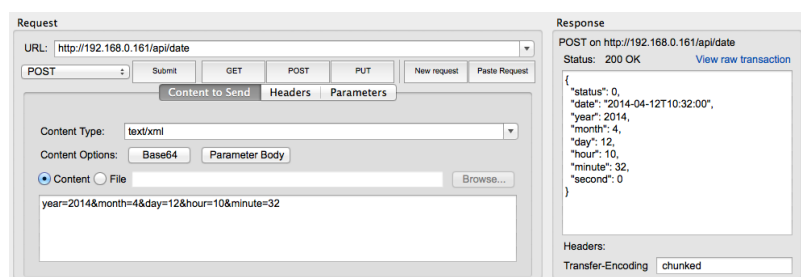 Request
URL: http://192.168.0.161/api/date
POST Submit GET POST PUT New request Paste Request
Content to Send Headers Parameters
Content Type: text/xml
Content Options: Base64 Parameter Body
Content File Browse...
year=2014&month=4&day=12&hour=10&minute=32
Response
POST on http://192.168.0.161/api/date
Status: 200 OK View raw transaction
{
"status": 0,
"date": "2014-04-12T10:32:00",
"year": 2014,
"month": 4,
"day": 12,
"hour": 10,
"minute": 32,
"second": 0
}
Headers:
Transfer-Encoding chunked